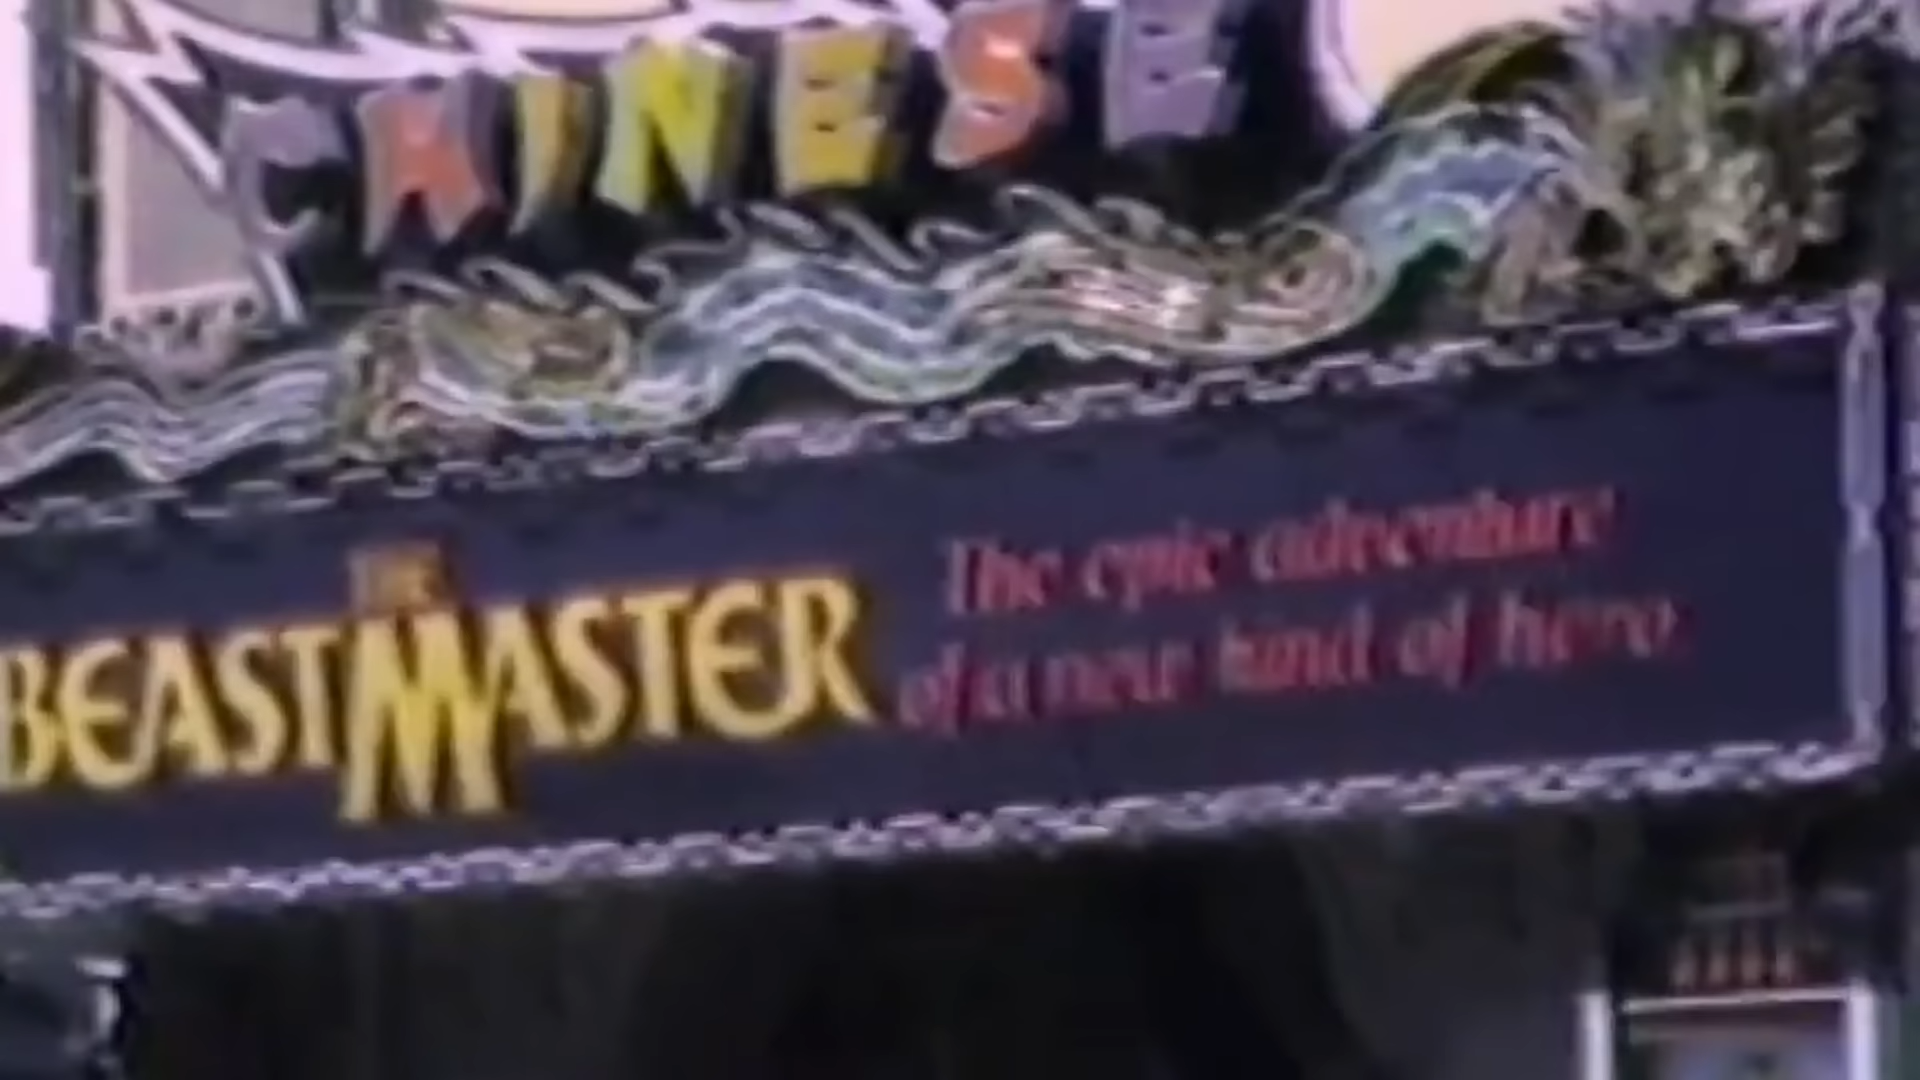 CHINESE
THE
BEASTMASTER
The epic adventure
of a new kind of hero.